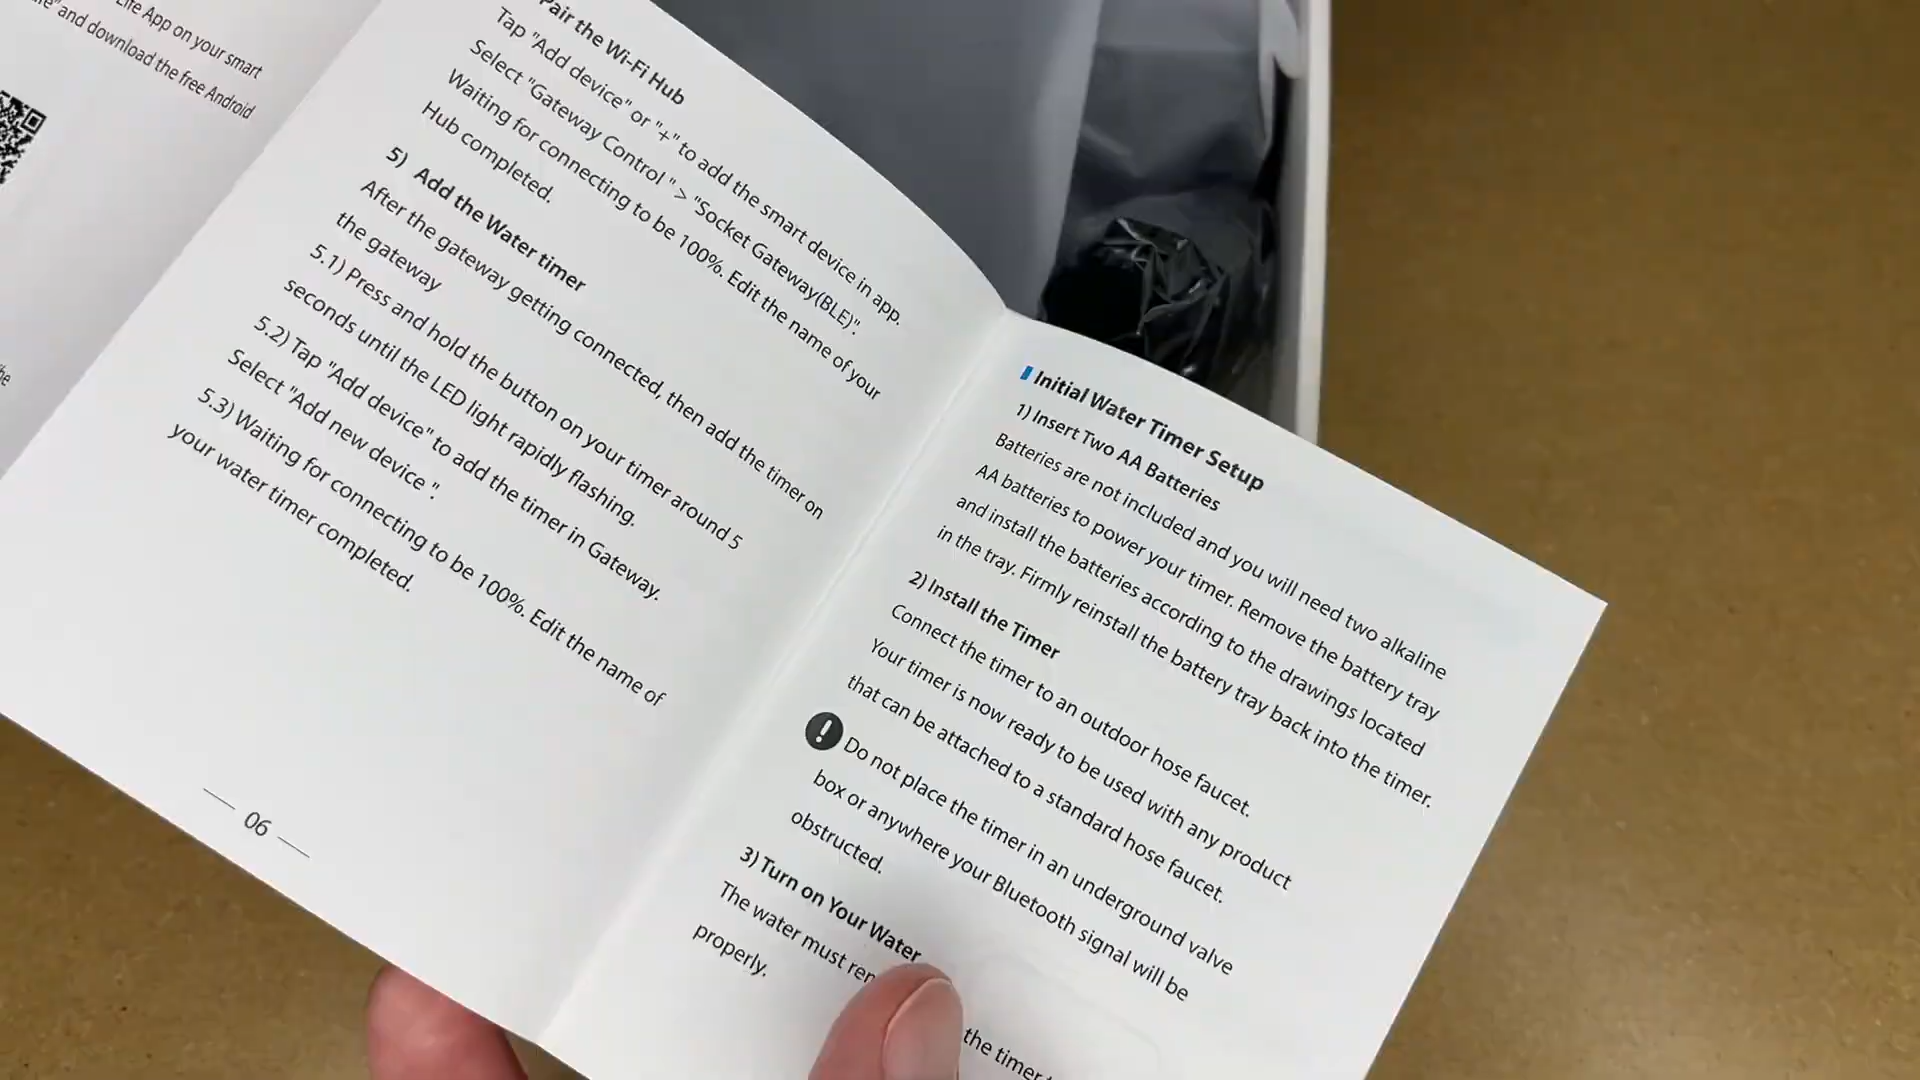 Life App on your smart
and download the free Android
Pair the Wi-Fi Hub
Tap "Add device" or "+" to add the smart device in app.
Select "Gateway Control "> "Socket Gateway(BLE)".
Waiting for connecting to be 100%. Edit the name of your
Hub completed.
5) Add the Water timer
After the gateway getting connected, then add the timer on
the gateway
5.1) Press and hold the button on your timer around 5
seconds until the LED light rapidly flashing.
5.2) Tap "Add device" to add the timer in Gateway.
Select "Add new device ".
5.3) Waiting for connecting to be 100%. Edit the name of
your water timer completed.
06
Initial Water Timer Setup
1) Insert Two AA Batteries
Batteries are not included and you will need two alkaline
AA batteries to power your timer. Remove the battery tray
and install the batteries according to the drawings located
in the tray. Firmly reinstall the battery tray back into the timer.
2) Install the Timer
Connect the timer to an outdoor hose faucet.
Your timer is now ready to be used with any product
that can be attached to a standard hose faucet.
! Do not place the timer in an underground valve
box or anywhere your Bluetooth signal will be
obstructed.
3) Turn on Your Water
The water must the timer
properly.